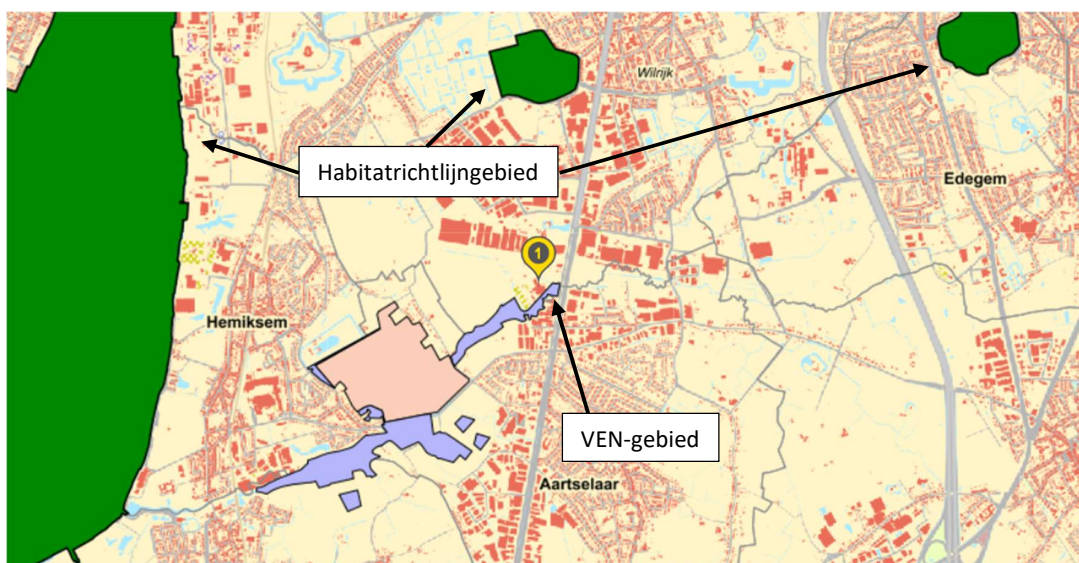 Wilrijk
Habitatrichtlijngebied
Edegem
1
Hemiksem
VEN-gebied
Aartselaar